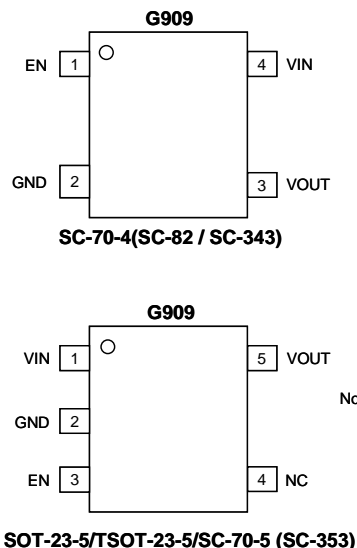 G909
EN 1 4 VIN
GND 2 3 VOUT
SC-70-4(SC-82 / SC-343)
G909
VIN 1 5 VOUT
GND 2
EN 3 4 NC
SOT-23-5/TSOT-23-5/SC-70-5 (SC-353)